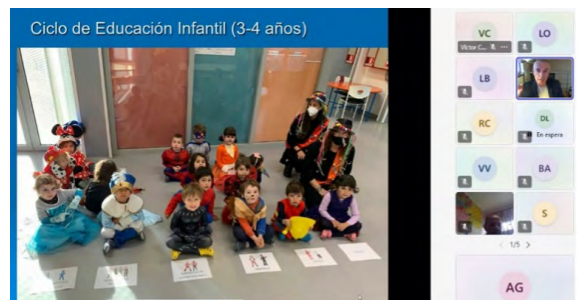 Ciclo de Educación Infantil (3-4 años)
VC
Víctor C...
LO
LB
RC
DL
En espera
VV
BA
S
1/5
AG